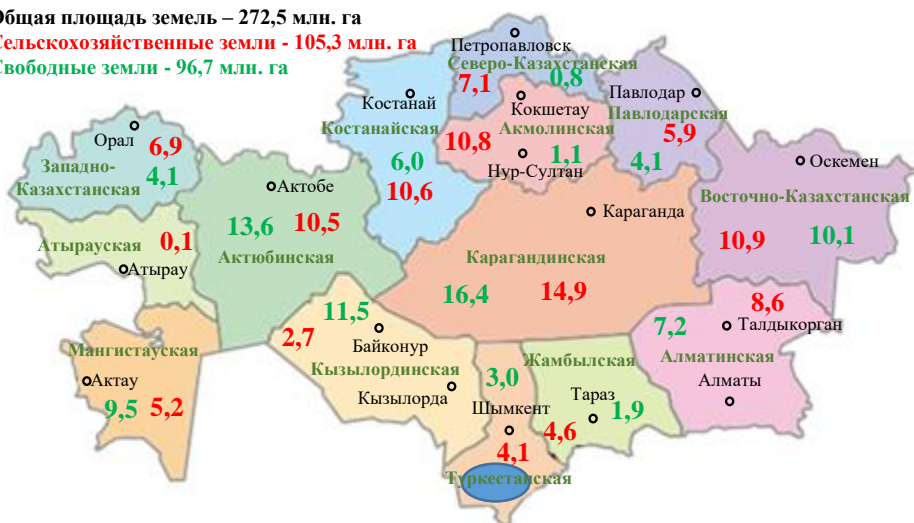 Общая площадь земель – 272,5 млн. га
Сельскохозяйственные земли - 105,3 млн. га
Свободные земли - 96,7 млн. га
Петропавловск
Северо-Казахстанская
7,1
0,8
Костанай
Костанайская
6,0
10,6
Кокшетау
Акмолинская
10,8
1,1
Нур-Султан
Павлодар
Павлодарская
5,9
4,1
Орал
6,9
Западно-
Казахстанская
4,1
Актобе
13,6
10,5
Актюбинская
Оскемен
Восточно-Казахстанская
10,9
10,1
Атырауская
0,1
Атырау
Караганда
Карагандинская
16,4
14,9
Мангистауская
Актау
9,5
5,2
11,5
2,7
Байконур
Кызылординская
Кызылорда
3,0
Шымкент
4,1
Туркестанская
Жамбылская
Тараз
1,9
4,6
8,6
7,2
Талдыкорган
Алматинская
Алматы